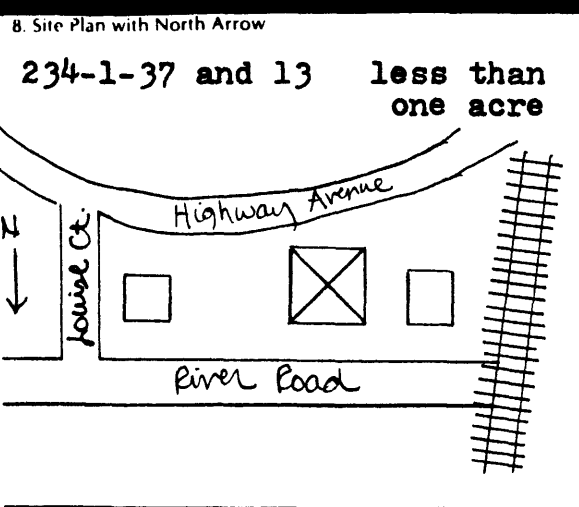 8. Site Plan with North Arrow
234-1-37 and 13 less than
one acre
Highway Avenue
N
Louise Ct.
River Road